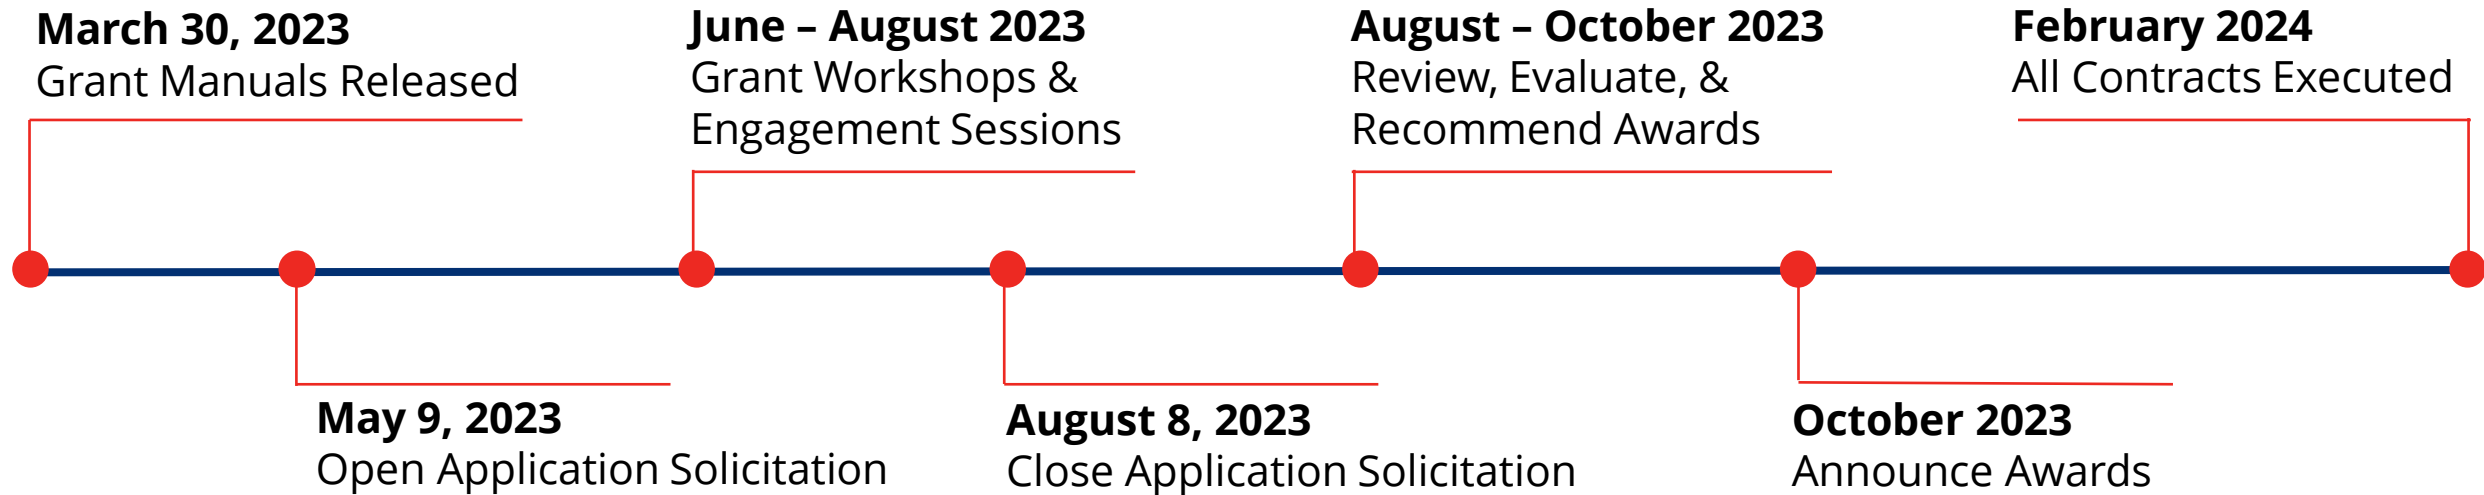 March 30, 2023
Grant Manuals Released
June – August 2023
Grant Workshops &
Engagement Sessions
August – October 2023
Review, Evaluate, &
Recommend Awards
February 2024
All Contracts Executed
May 9, 2023
Open Application Solicitation
August 8, 2023
Close Application Solicitation
October 2023
Announce Awards